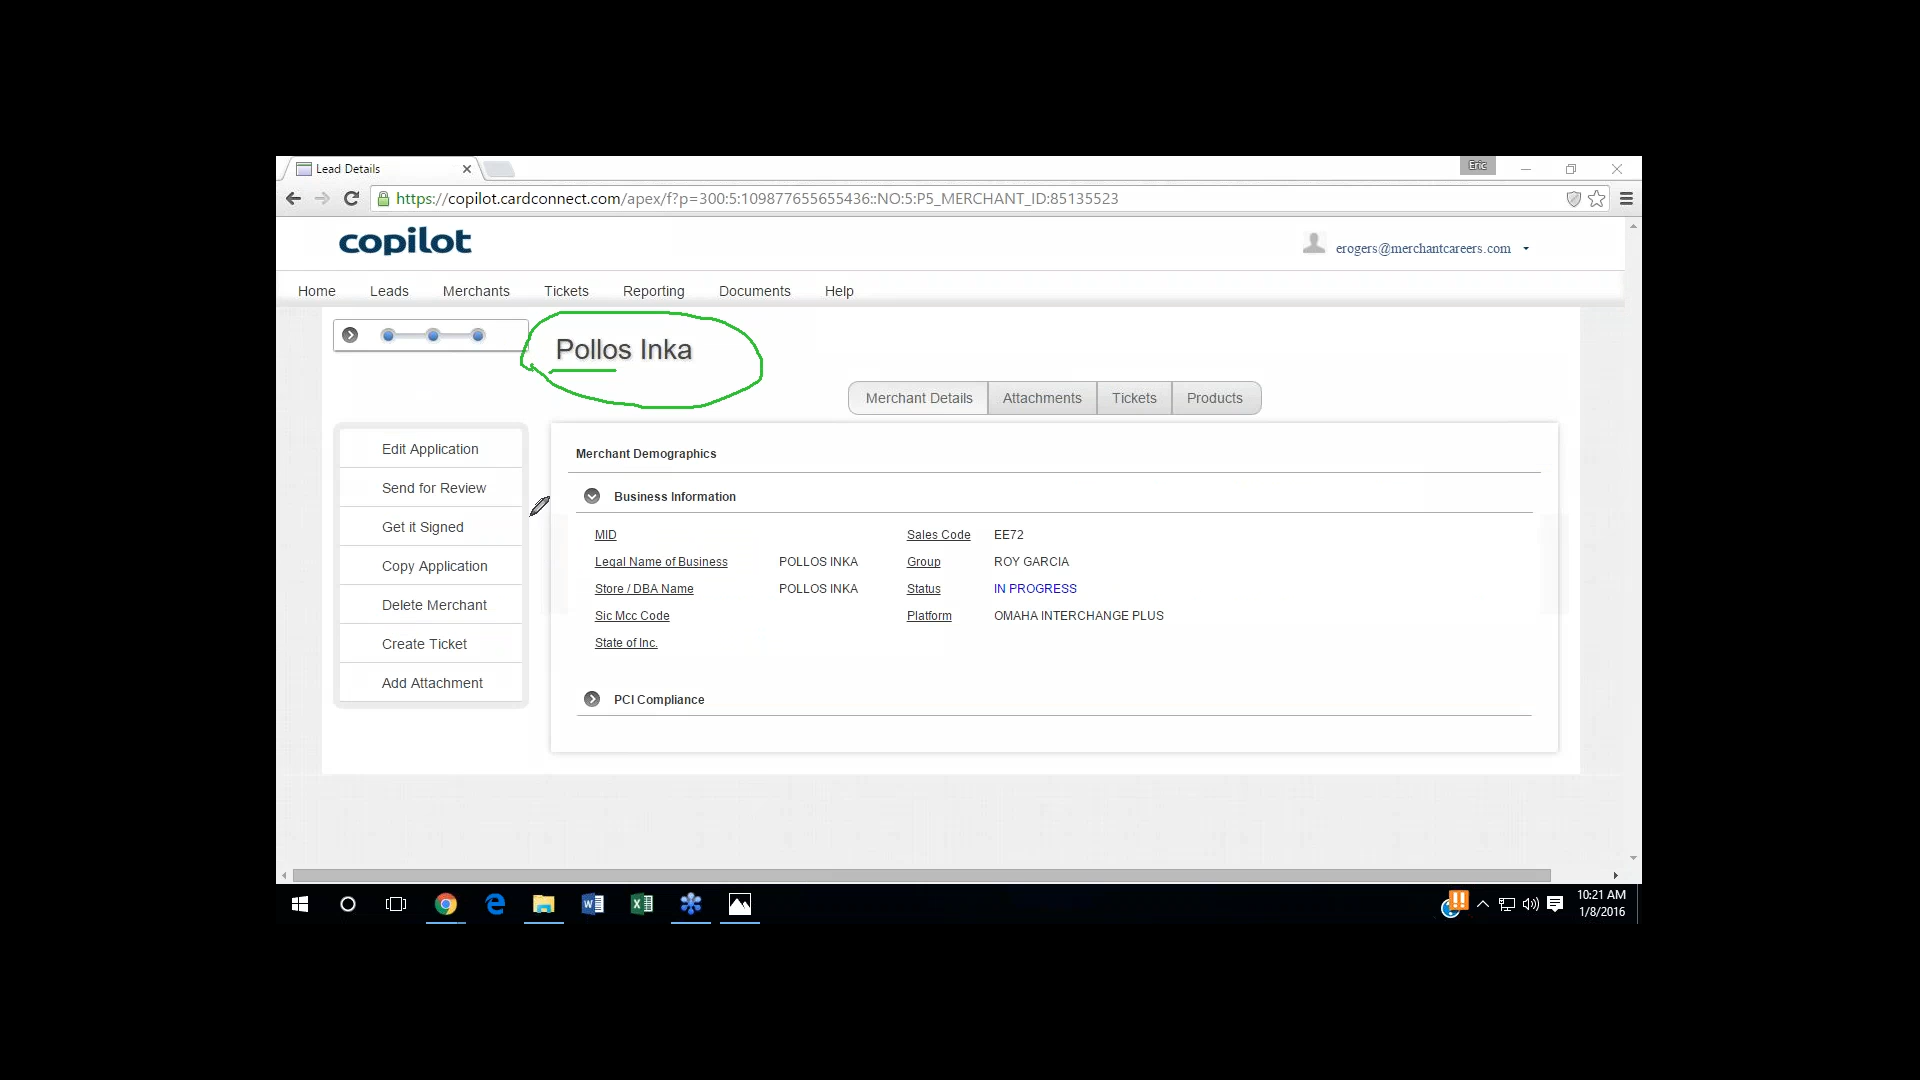 Lead Details
Eric
https://copilot.cardconnect.com/apex/f?p=300:5:109877655655436::NO:5:P5_MERCHANT_ID:85135523
copilot
erogers@merchantcareers.com
Home Leads Merchants Tickets Reporting Documents Help
Pollos Inka
Merchant Details Attachments Tickets Products
Edit Application
Send for Review
Get it Signed
Copy Application
Delete Merchant
Create Ticket
Add Attachment
Merchant Demographics
Business Information
MID Sales Code EE72
Legal Name of Business POLLOS INKA Group ROY GARCIA
Store / DBA Name POLLOS INKA Status IN PROGRESS
Sic Mcc Code Platform OMAHA INTERCHANGE PLUS
State of Inc.
PCI Compliance
10:21 AM
1/8/2016